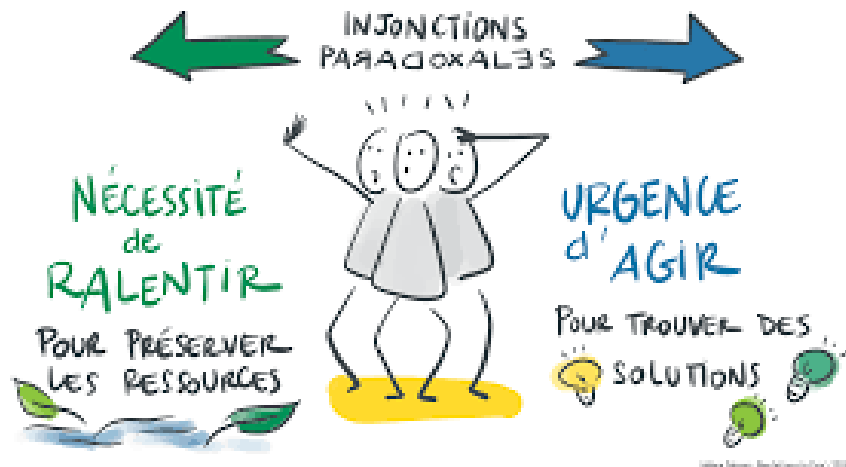 INJONCTIONS
PARADOXALES
NÉCESSITÉ
de
RALENTIR
POUR PRÉSERVER
LES RESSOURCES
URGENCE
d'AGIR
POUR TROUVER DES
SOLUTIONS